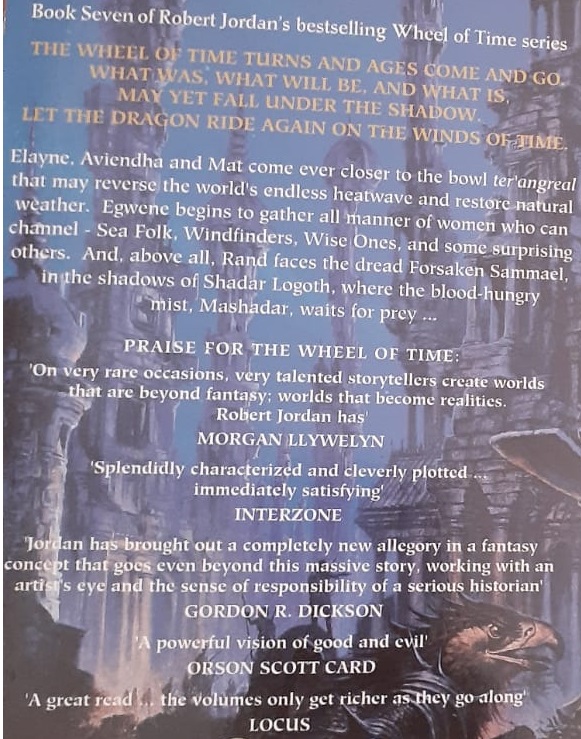 Book Seven of Robert Jordan's bestselling Wheel of Time series
THE WHEEL OF TIME TURNS AND AGES COME AND GO.
WHAT WAS, WHAT WILL BE, AND WHAT IS,
MAY YET FALL UNDER THE SHADOW.
LET THE DRAGON RIDE AGAIN ON THE WINDS OF TIME.
Elayne, Aviendha and Mat come ever closer to the bowl ter'angreal
that may reverse the world's endless heatwave and restore natural
weather. Egwene begins to gather all manner of women who can
channel - Sea Folk, Windfinders, Wise Ones, and some surprising
others. And, above all, Rand faces the dread Forsaken Sammael,
in the shadows of Shadar Logoth, where the blood-hungry
mist, Mashadar, waits for prey ...
PRAISE FOR THE WHEEL OF TIME:
'On very rare occasions, very talented storytellers create worlds
that are beyond fantasy; worlds that become realities.
Robert Jordan has'
MORGAN LLYWELYN
'Splendidly characterized and cleverly plotted ...
immediately satisfying'
INTERZONE
'Jordan has brought out a completely new allegory in a fantasy
concept that goes even beyond this massive story, working with an
artist's eye and the sense of responsibility of a serious historian'
GORDON R. DICKSON
'A powerful vision of good and evil'
ORSON SCOTT CARD
'A great read ... the volumes only get richer as they go along'
LOCUS